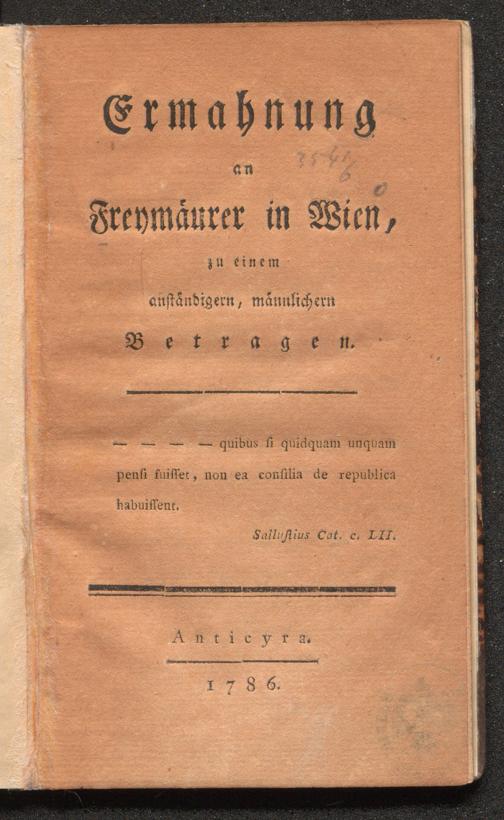 Ermahnung
an
Freymäurer in Wien,
zu einem
anständigern, männlichern
Betragen.
— — — — quibus ſi quidquam unquam
penſi fuiſſet, non ea conſilia de republica
habuiſſent.
Salluſtius Cat. c. LII.
Anticyra.
1786.